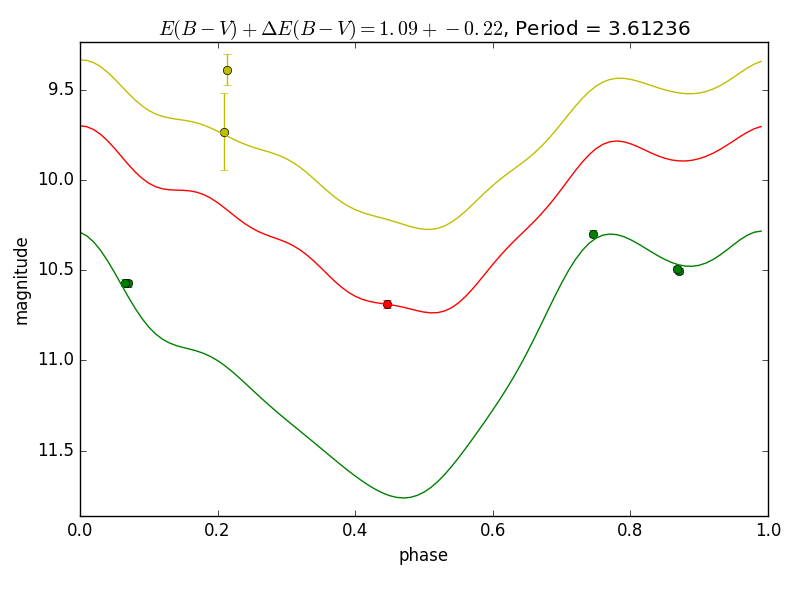 E(B − V) + ΔE(B − V) = 1.09 + −0.22, Period = 3.61236
9.5
10.0
10.5
11.0
11.5
magnitude
0.0 0.2 0.4 0.6 0.8 1.0
phase